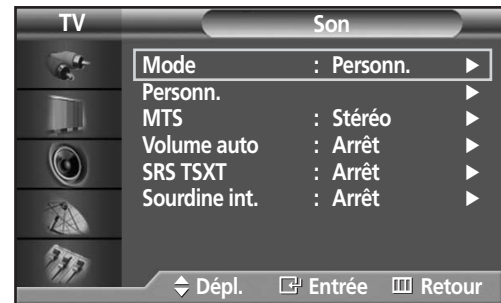 TV Son
Mode : Personn. ▶
Personn. ▶
MTS : Stéréo ▶
Volume auto : Arrêt ▶
SRS TSXT : Arrêt ▶
Sourdine int. : Arrêt ▶
Dépl. Entrée Retour